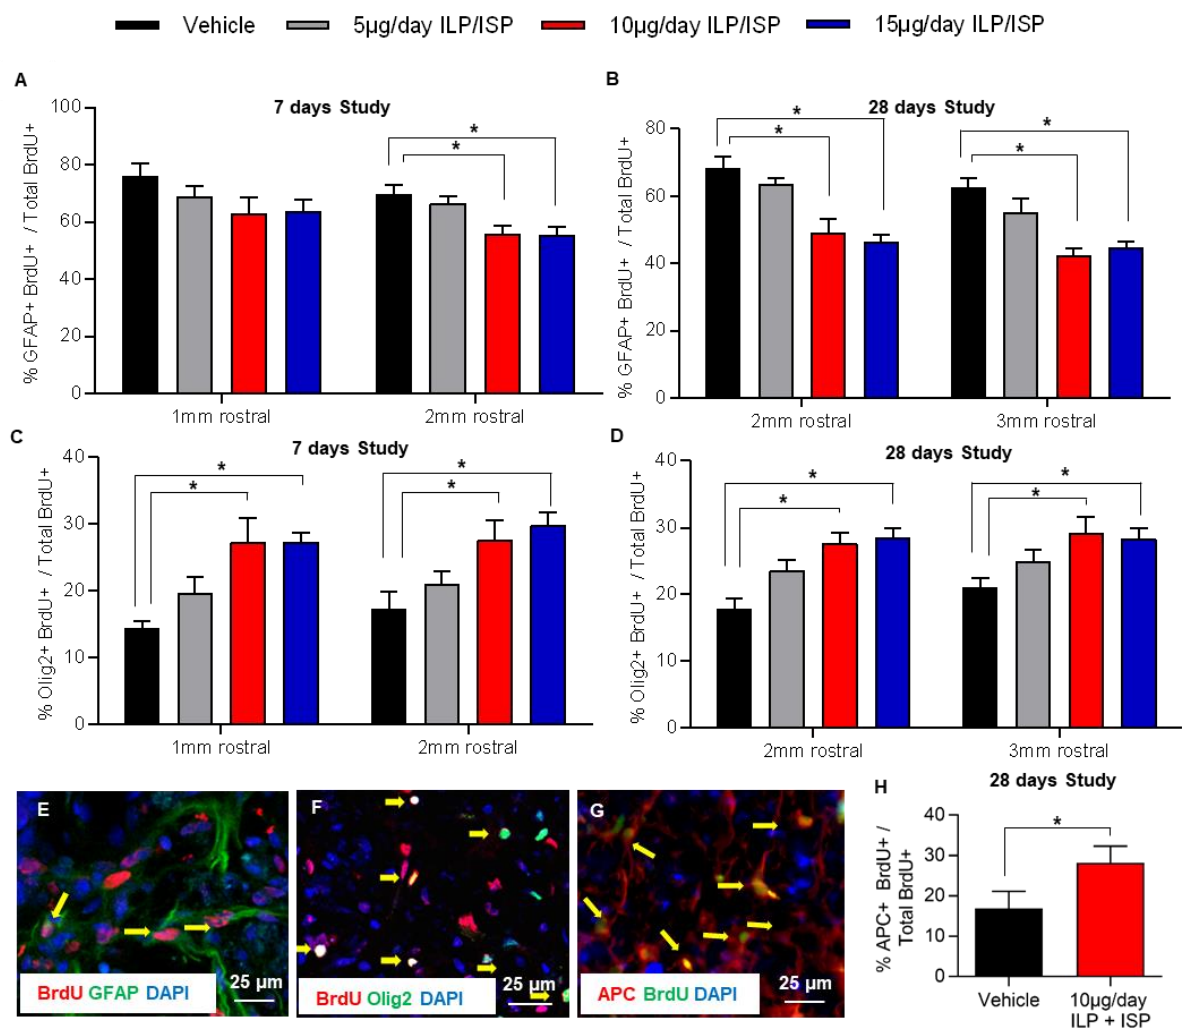 Vehicle 5µg/day ILP/ISP 10µg/day ILP/ISP 15µg/day ILP/ISP
A
7 days Study
% GFAP+ BrdU+ / Total BrdU+
100
80
60
40
20
0
*
*
1mm rostral 2mm rostral
B
28 days Study
% GFAP+ BrdU+ / Total BrdU+
80
60
40
20
0
*
*
*
*
2mm rostral 3mm rostral
C
7 days Study
% Olig2+ BrdU+ / Total BrdU+
40
30
20
10
0
*
*
*
*
1mm rostral 2mm rostral
D
28 days Study
% Olig2+ BrdU+ / Total BrdU+
40
30
20
10
0
*
*
*
*
2mm rostral 3mm rostral
E
BrdU GFAP DAPI
25 µm
F
BrdU Olig2 DAPI
25 µm
G
APC BrdU DAPI
25 µm
H
28 days Study
% APC+ BrdU+ /
Total BrdU+
40
30
20
10
0
*
Vehicle 10µg/day
ILP + ISP